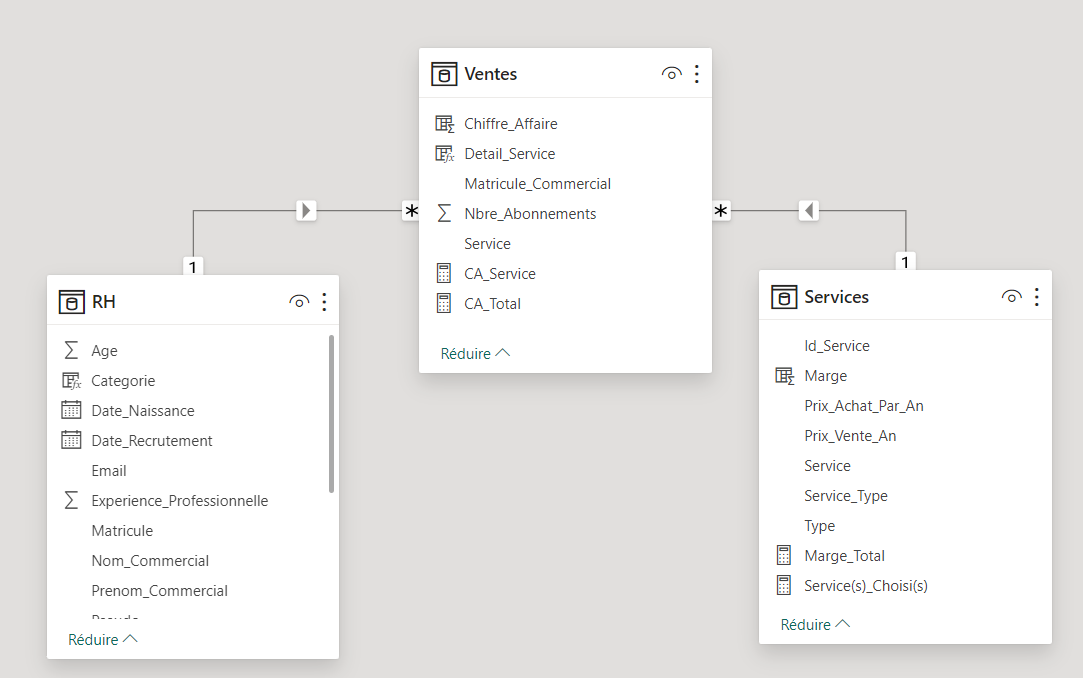 Ventes
Chiffre_Affaire
Detail_Service
Matricule_Commercial
Nbre_Abonnements
Service
CA_Service
CA_Total
Réduire
*
*
1
1
RH
Age
Categorie
Date_Naissance
Date_Recrutement
Email
Experience_Professionnelle
Matricule
Nom_Commercial
Prenom_Commercial
Réduire
Services
Id_Service
Marge
Prix_Achat_Par_An
Prix_Vente_An
Service
Service_Type
Type
Marge_Total
Service(s)_Choisi(s)
Réduire